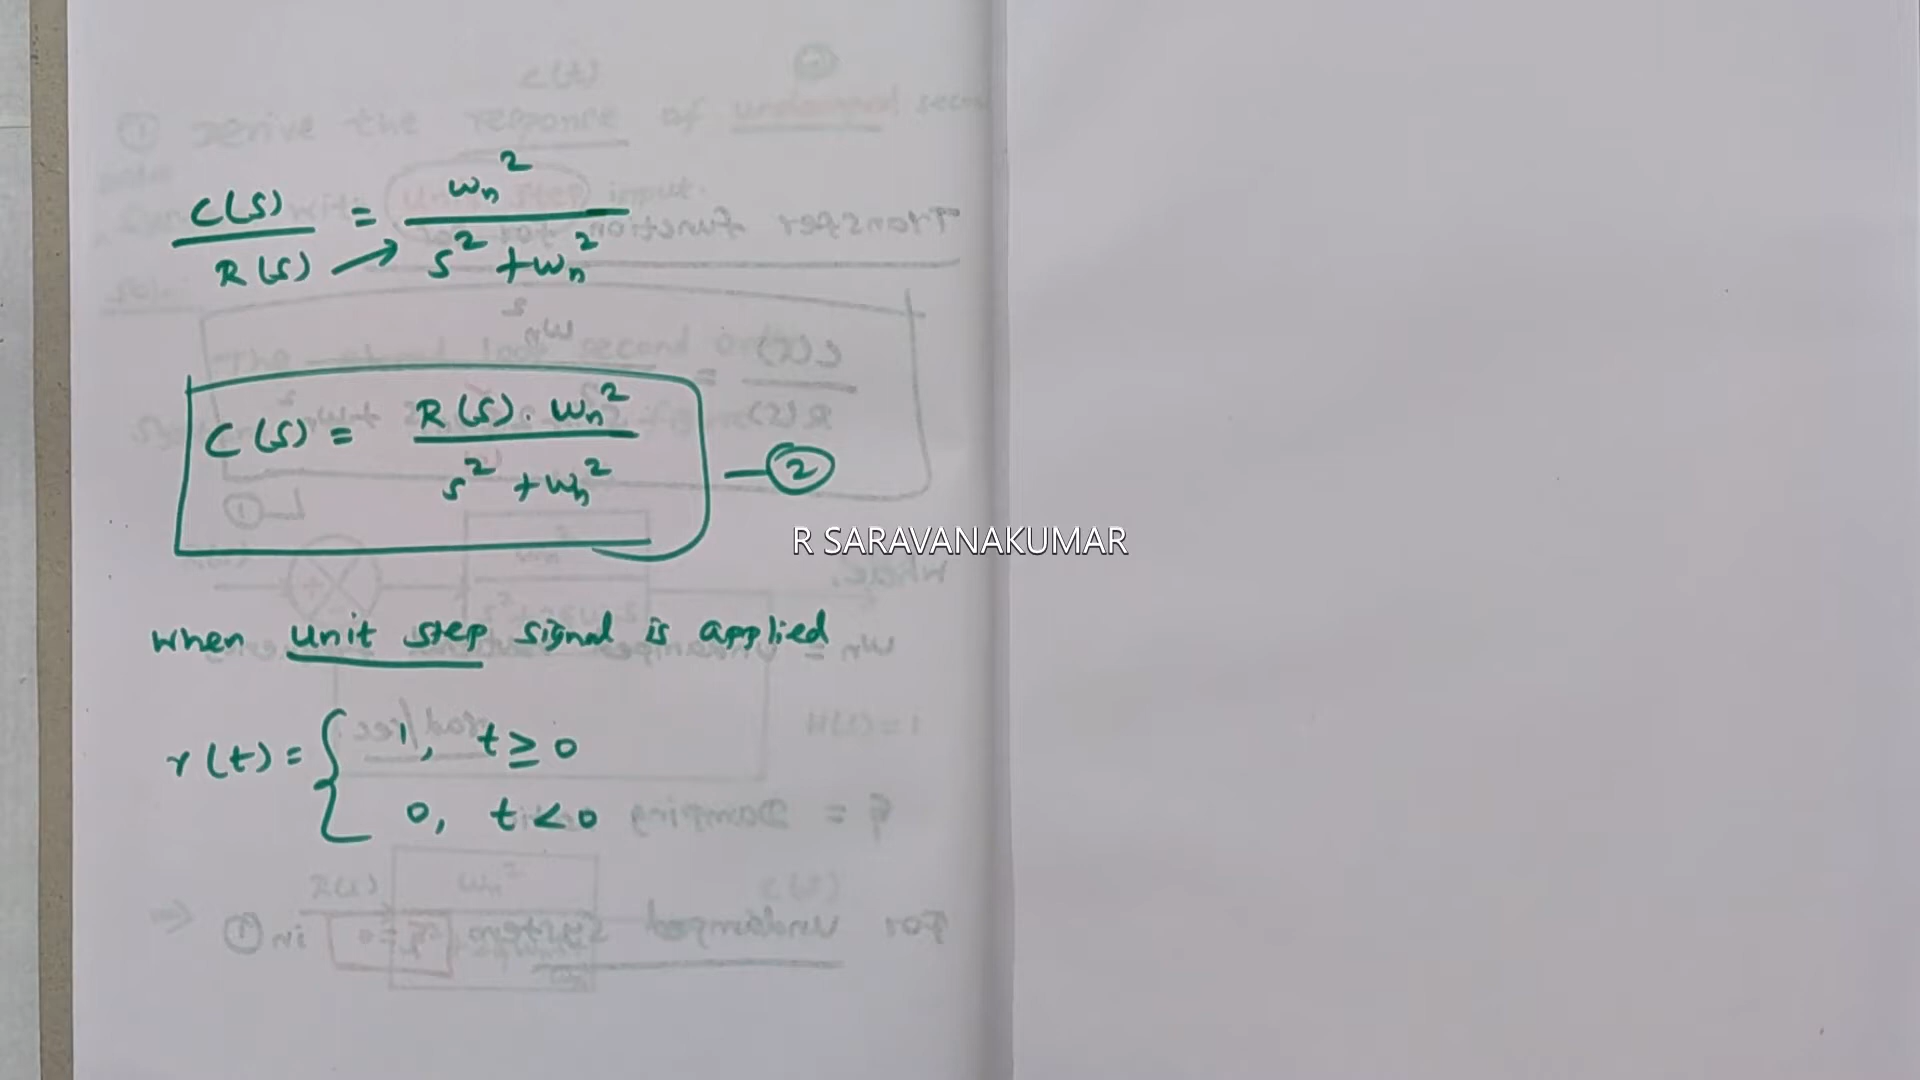 C(s)/R(s) = ωn²/(s² + ωn²)
C(s) = R(s). ωn²/(s² + ωn²) — ②
R SARAVANAKUMAR
when unit step signal is applied
r(t) = { 1, t ≥ 0
0, t < 0